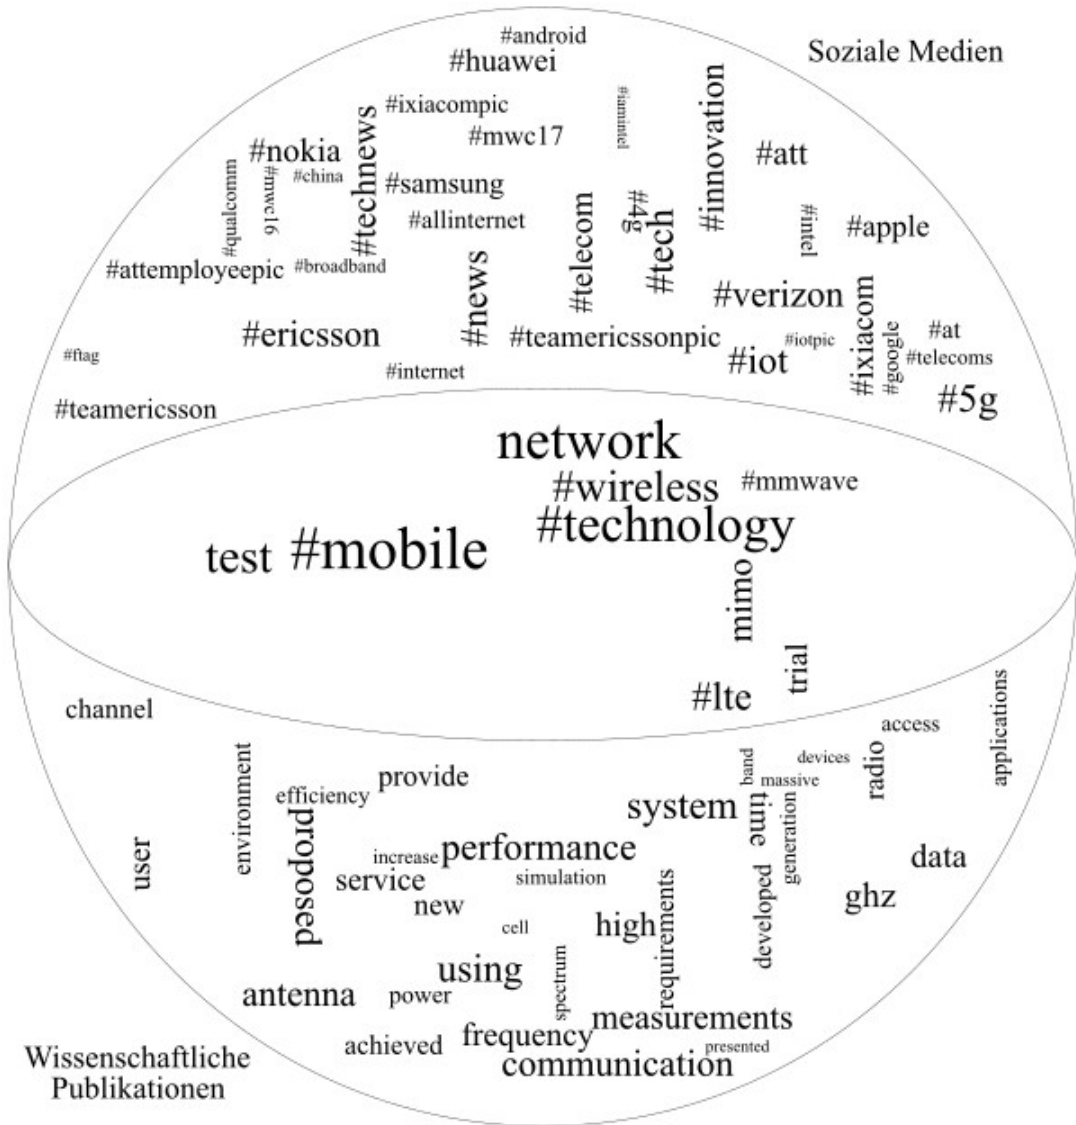 #android
Soziale Medien
#huawei
#innovation
#ixiacompic
#iamintel
#technews
#mwc17
#nokia
#att
#qualcomm
#mwc16
#china
#samsung
#4g
#telecom
#tech
#allinternet
#intel
#apple
#attemployeepic
#broadband
#news
#verizon
#ixiacom
#ericsson
#teamericssonpic
#iotpic
#google
#at
#ftag
#iot
#telecoms
#internet
#teamericsson
#5g
network
#wireless
#mmwave
#technology
test
#mobile
mimo
trial
#lte
channel
access
applications
environment
provide
band
devices
radio
efficiency
massive
system
time
generation
proposed
user
increase
performance
data
service
simulation
new
ghz
cell
high
requirements
developed
using
spectrum
antenna
power
frequency
measurements
achieved
presented
Wissenschaftliche
communication
Publikationen